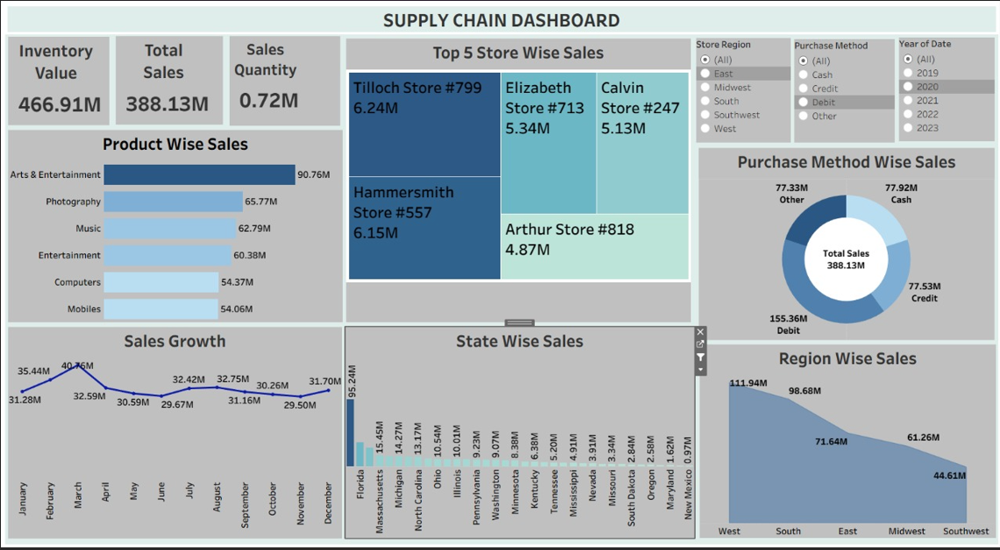 SUPPLY CHAIN DASHBOARD
Inventory
Value
466.91M
Total
Sales
388.13M
Sales
Quantity
0.72M
Top 5 Store Wise Sales
Tilloch Store #799
6.24M
Hammersmith
Store #557
6.15M
Elizabeth
Store #713
5.34M
Calvin
Store #247
5.13M
Arthur Store #818
4.87M
Store Region
(All)
East
Midwest
South
Southwest
West
Purchase Method
(All)
Cash
Credit
Debit
Other
Year of Date
(All)
2019
2020
2021
2022
2023
Product Wise Sales
Arts & Entertainment 90.76M
Photography 65.77M
Music 62.79M
Entertainment 60.38M
Computers 54.37M
Mobiles 54.06M
Purchase Method Wise Sales
77.33M
Other
77.92M
Cash
Total Sales
388.13M
77.53M
Credit
155.36M
Debit
Sales Growth
31.28M
35.44M
40.76M
32.59M
30.59M
29.67M
32.42M
32.75M
31.16M
30.26M
29.50M
31.70M
January
February
March
April
May
June
July
August
September
October
November
December
State Wise Sales
95.24M
15.45M
14.27M
13.17M
10.54M
10.01M
9.23M
9.07M
8.38M
6.38M
5.20M
4.91M
3.91M
3.34M
2.84M
2.58M
1.62M
0.97M
Florida
Massachusetts
Michigan
North Carolina
Ohio
Illinois
Pennsylvania
Washington
Minnesota
Kentucky
Tennessee
Mississippi
Nevada
Missouri
South Dakota
Oregon
Maryland
New Mexico
Region Wise Sales
111.94M
98.68M
71.64M
61.26M
44.61M
West
South
East
Midwest
Southwest